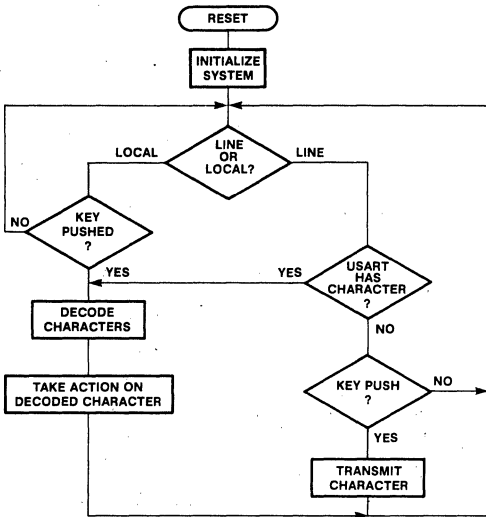 RESET
INITIALIZE
SYSTEM
LINE
OR
LOCAL?
LOCAL
LINE
KEY
PUSHED
?
NO
YES
YES
USART
HAS
CHARACTER
?
NO
DECODE
CHARACTERS
TAKE ACTION ON
DECODED CHARACTER
KEY PUSH
?
NO
YES
TRANSMIT
CHARACTER